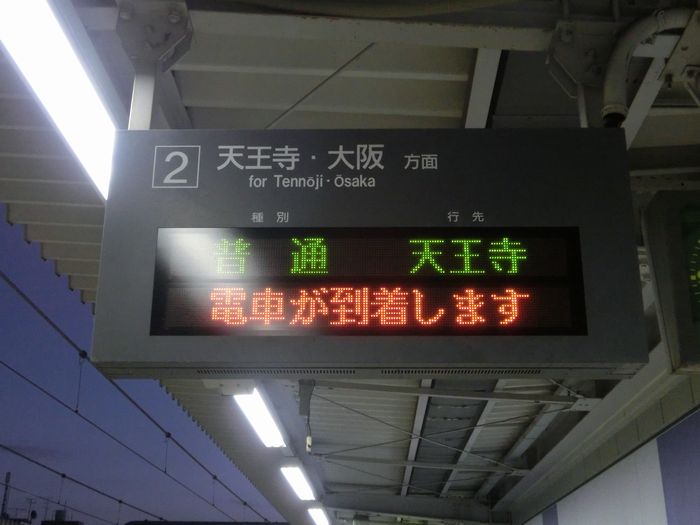 2 天王寺・大阪 方面
for Tennōji・Ōsaka
種別 行先
普通 天王寺
電車が到着します